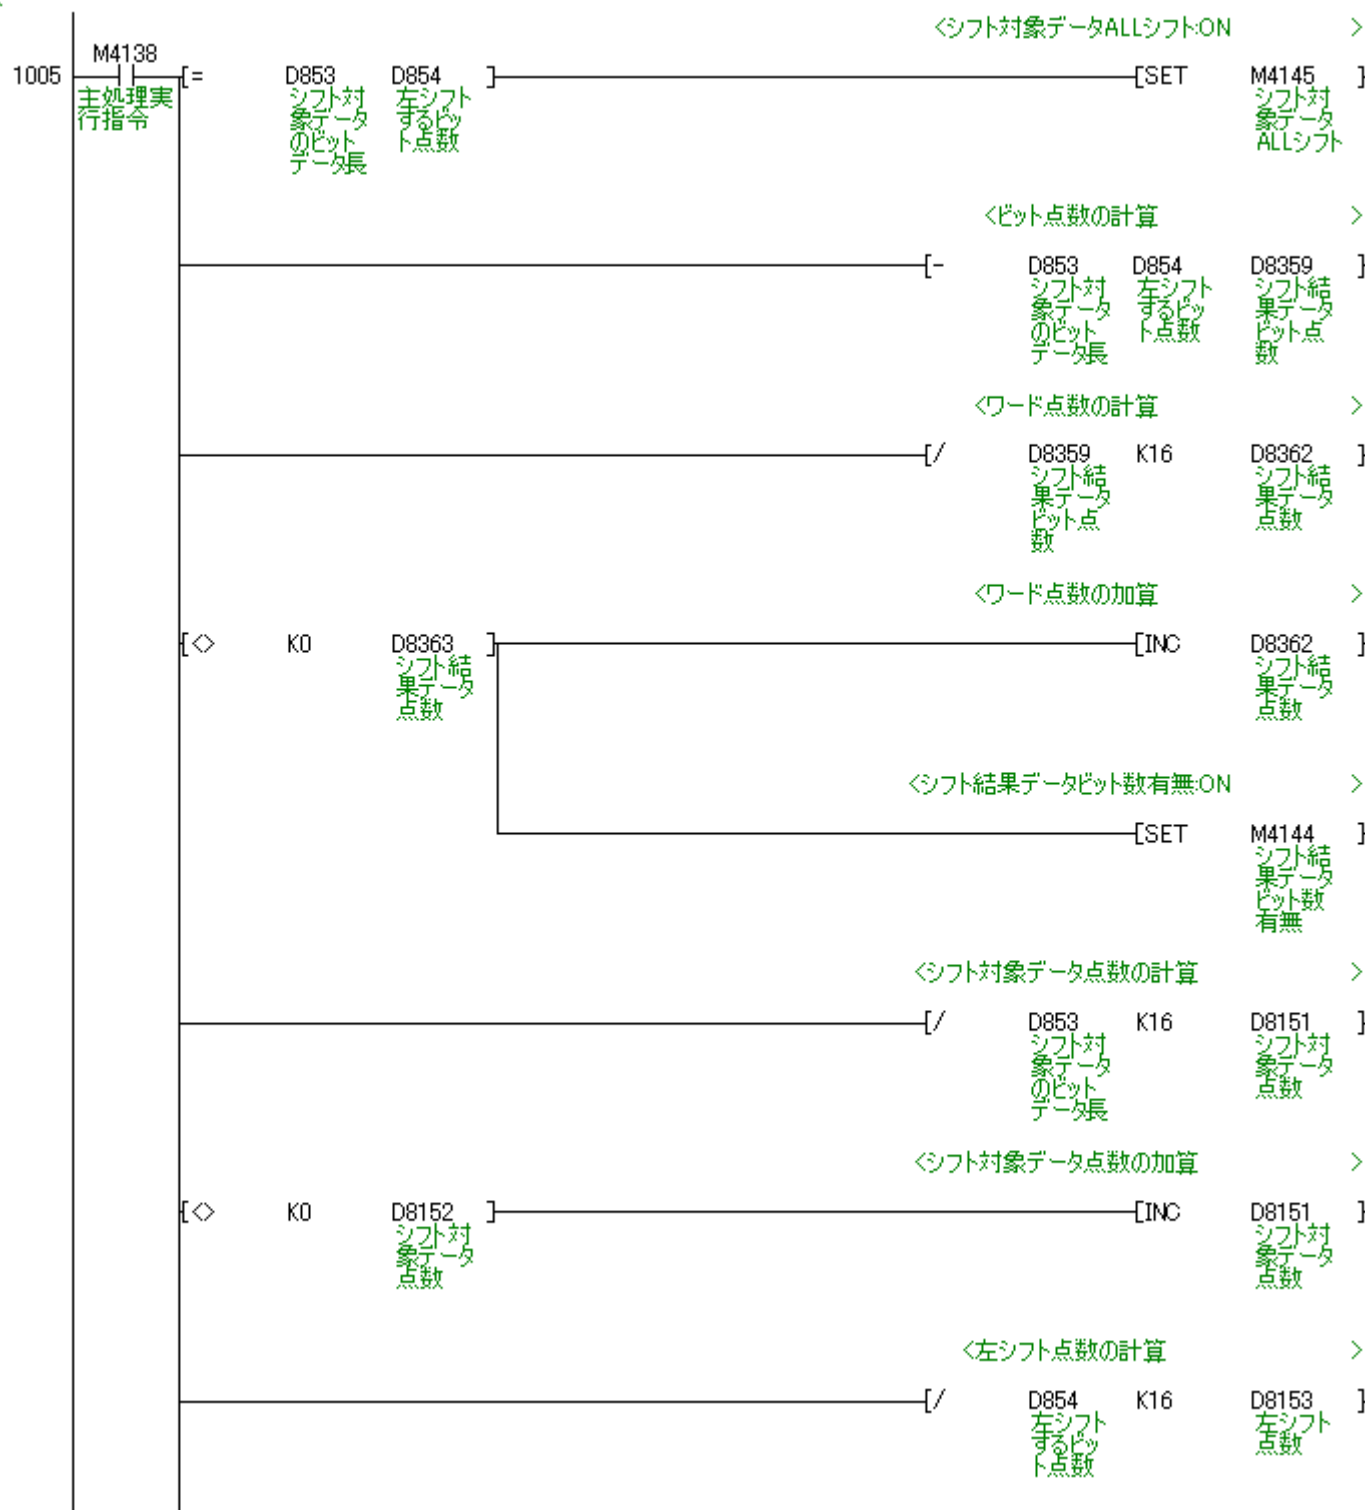 <シフト対象データALLシフト:ON >
M4138
1005 [= D853 D854 ] [SET M4145 ]
主処理実
行指令
シフト対
象データ
のビット
データ長
左シフト
するビッ
ト点数
シフト対
象データ
ALLシフト
<ビット点数の計算 >
[- D853 D854 D8359 ]
シフト対
象データ
のビット
データ長
左シフト
するビッ
ト点数
シフト結
果データ
ビット点
数
<ワード点数の計算 >
[/ D8359 K16 D8362 ]
シフト結
果データ
ビット点
数
シフト結
果データ
点数
<ワード点数の加算 >
[<> K0 D8363 ] [INC D8362 ]
シフト結
果データ
点数
シフト結
果データ
点数
<シフト結果データビット数有無:ON >
[SET M4144 ]
シフト結
果データ
ビット数
有無
<シフト対象データ点数の計算 >
[/ D853 K16 D8151 ]
シフト対
象データ
のビット
データ長
シフト対
象データ
点数
<シフト対象データ点数の加算 >
[<> K0 D8152 ] [INC D8151 ]
シフト対
象データ
点数
シフト対
象データ
点数
<左シフト点数の計算 >
[/ D854 K16 D8153 ]
左シフト
するビッ
ト点数
左シフト
点数